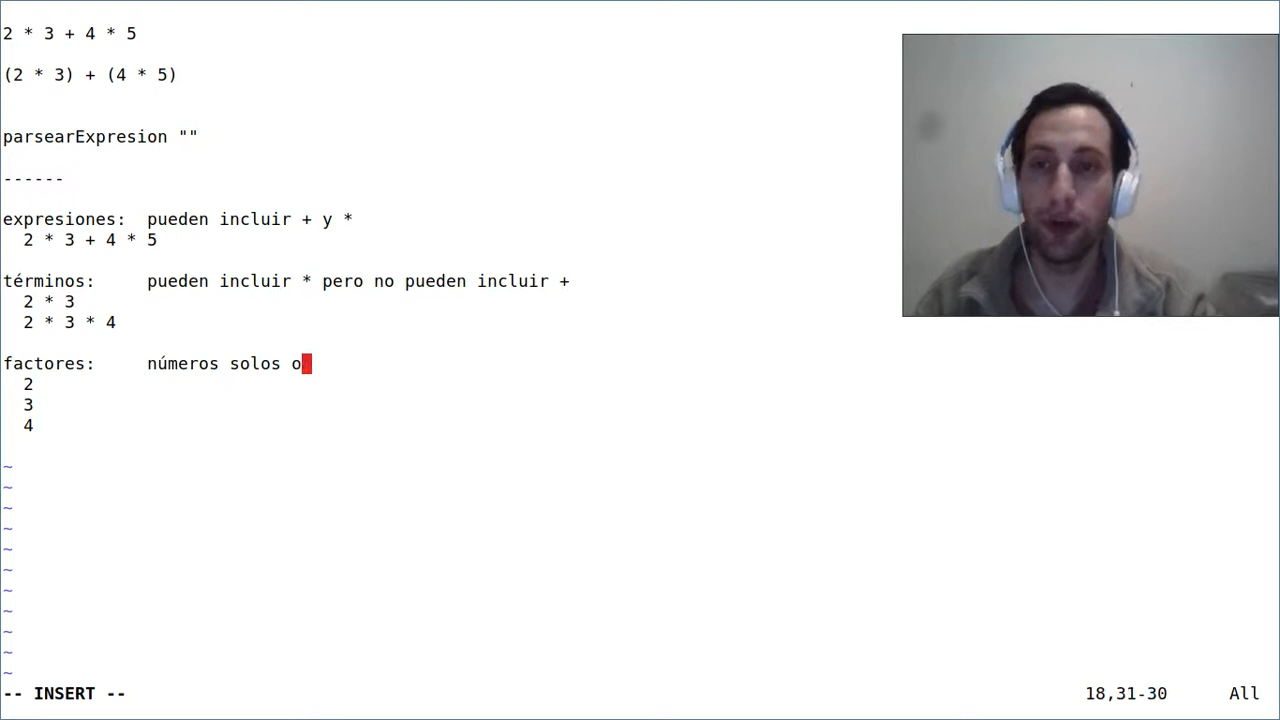 2 * 3 + 4 * 5
(2 * 3) + (4 * 5)
parsearExpresion ""
------
expresiones:  pueden incluir + y *
2 * 3 + 4 * 5
términos:     pueden incluir * pero no pueden incluir +
2 * 3
2 * 3 * 4
factores:     números solos o
2
3
4
~
~
~
~
~
~
~
~
~
~
~
-- INSERT --                    18,31-30      All